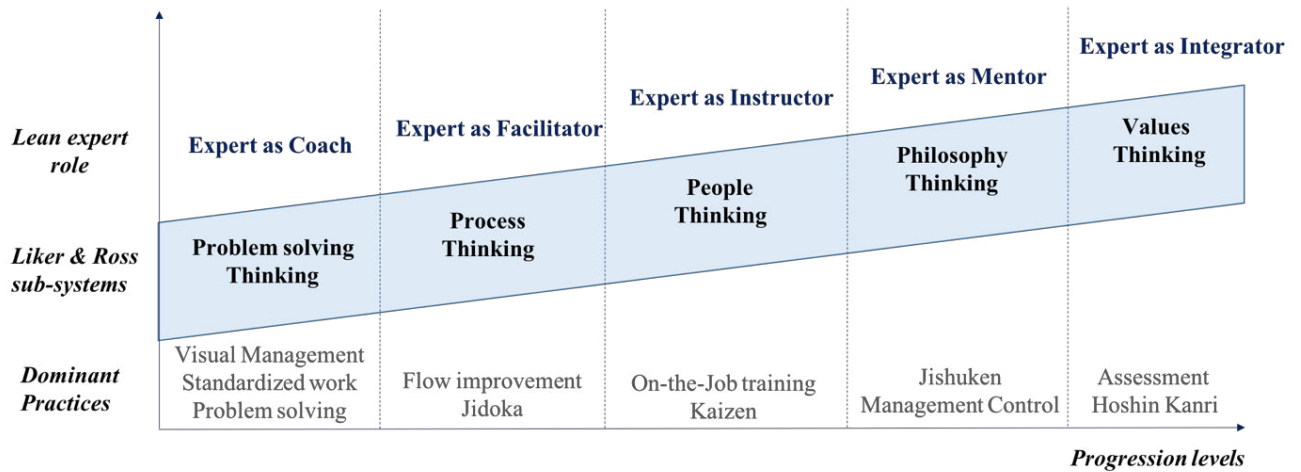 Lean expert
role
Expert as Coach
Expert as Facilitator
Expert as Instructor
Expert as Mentor
Expert as Integrator
Liker & Ross
sub-systems
Problem solving
Thinking
Process
Thinking
People
Thinking
Philosophy
Thinking
Values
Thinking
Dominant
Practices
Visual Management
Standardized work
Problem solving
Flow improvement
Jidoka
On-the-Job training
Kaizen
Jishuken
Management Control
Assessment
Hoshin Kanri
Progression levels